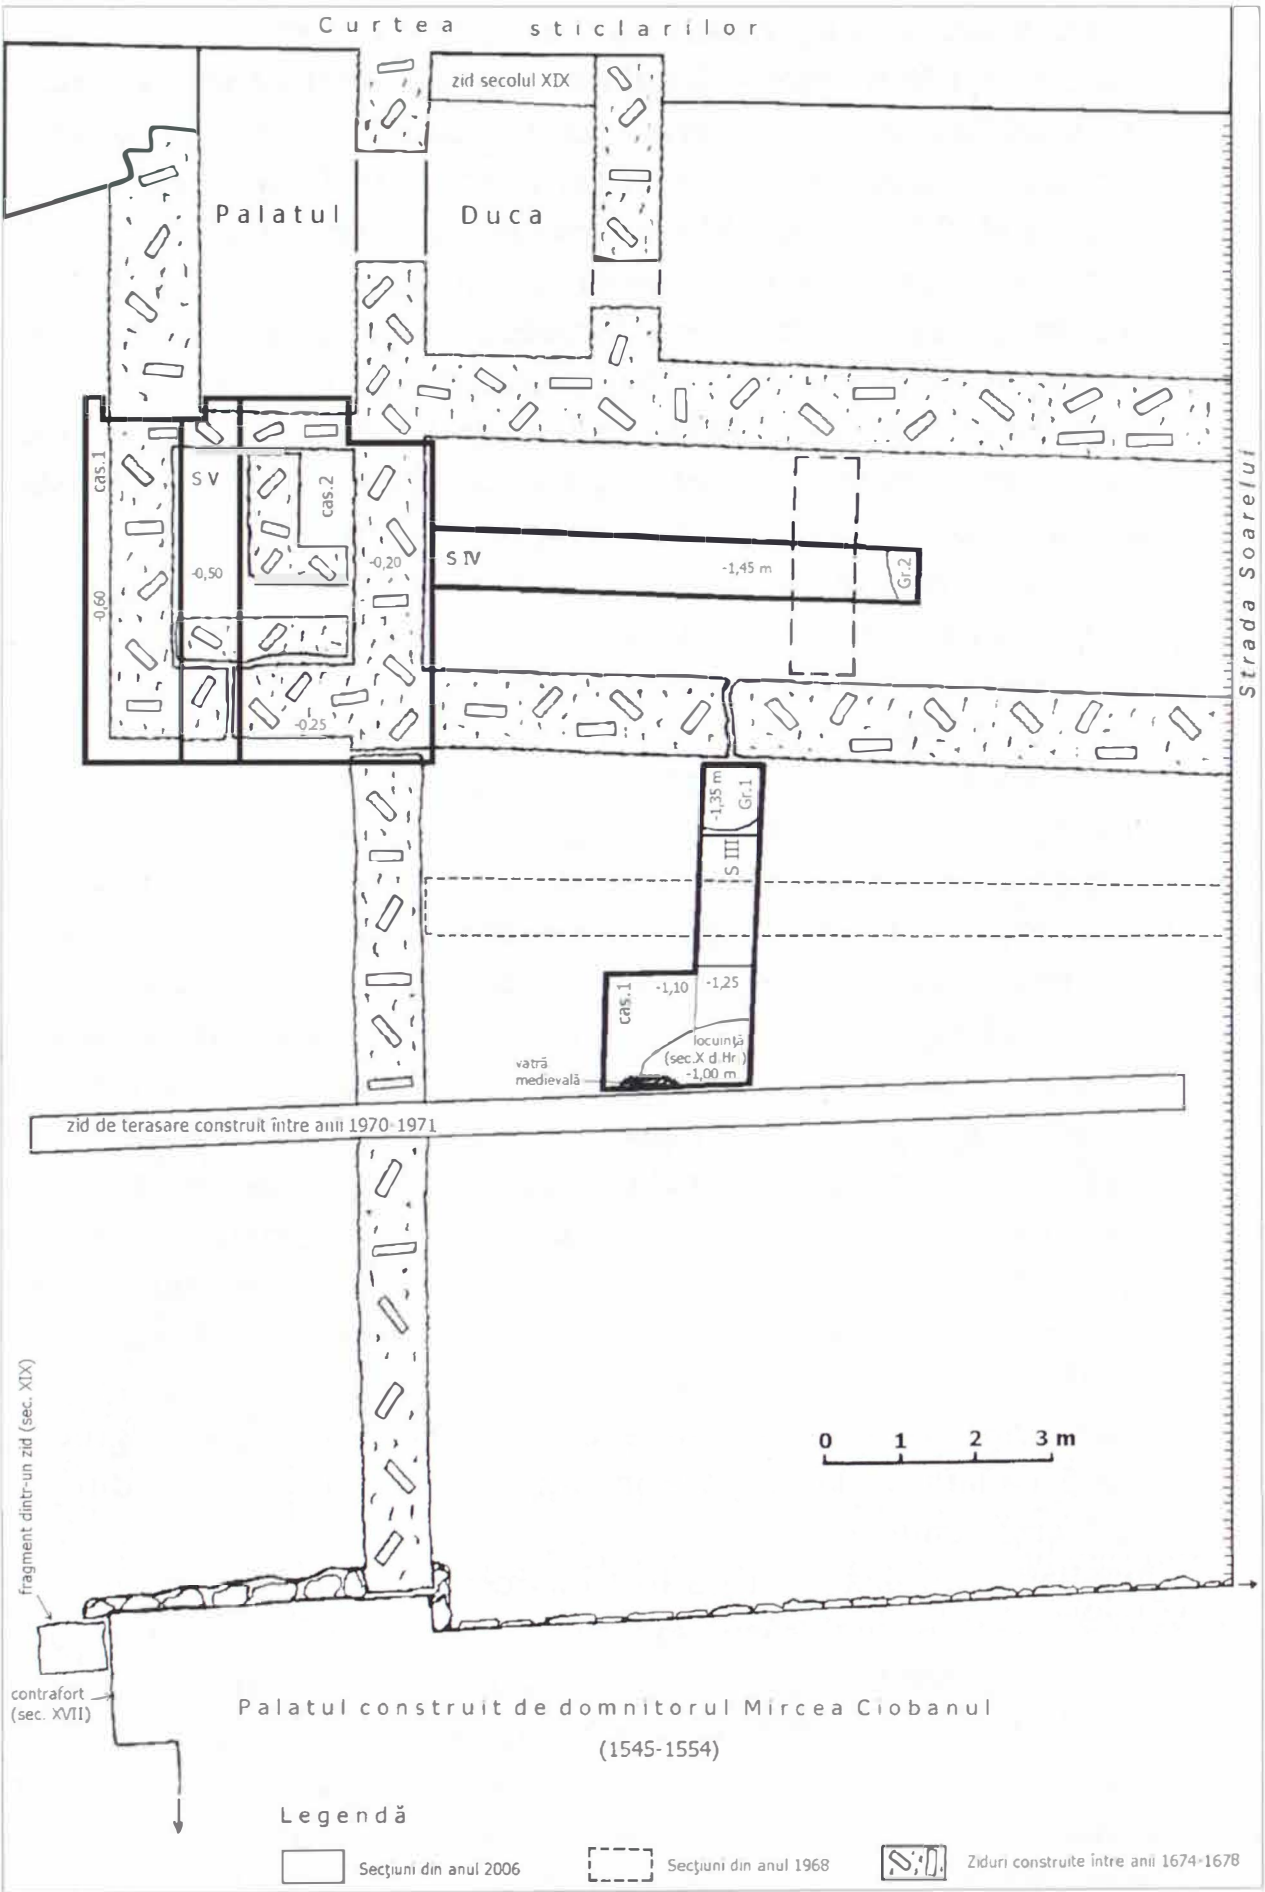 Curtea sticlarilor
zid secolul XIX
Palatul Duca
cas.1
S V
cas.2
-0,50
-0,20
-0,60
-0,25
S IV
-1,45 m
Gr.2
Strada Soarelui
-1,35 m
Gr.1
S III
cas.1
-1,10
-1,25
locuință
(sec.X d Hr.)
-1,00 m
vatră
medievală
zid de terasare construit între anii 1970-1971
0 1 2 3 m
fragment dintr-un zid (sec. XIX)
contrafort
(sec. XVII)
Palatul construit de domnitorul Mircea Ciobanul
(1545-1554)
Legendă
Secţiuni din anul 2006
Secţiuni din anul 1968
Ziduri construite între anii 1674-1678